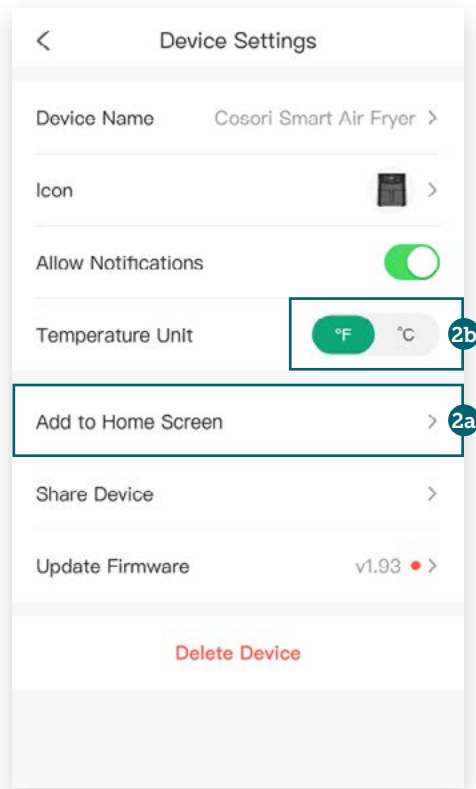 Device Settings
Device Name Cosori Smart Air Fryer
Icon
Allow Notifications
Temperature Unit °F °C 2b
Add to Home Screen 2a
Share Device
Update Firmware v1.93
Delete Device